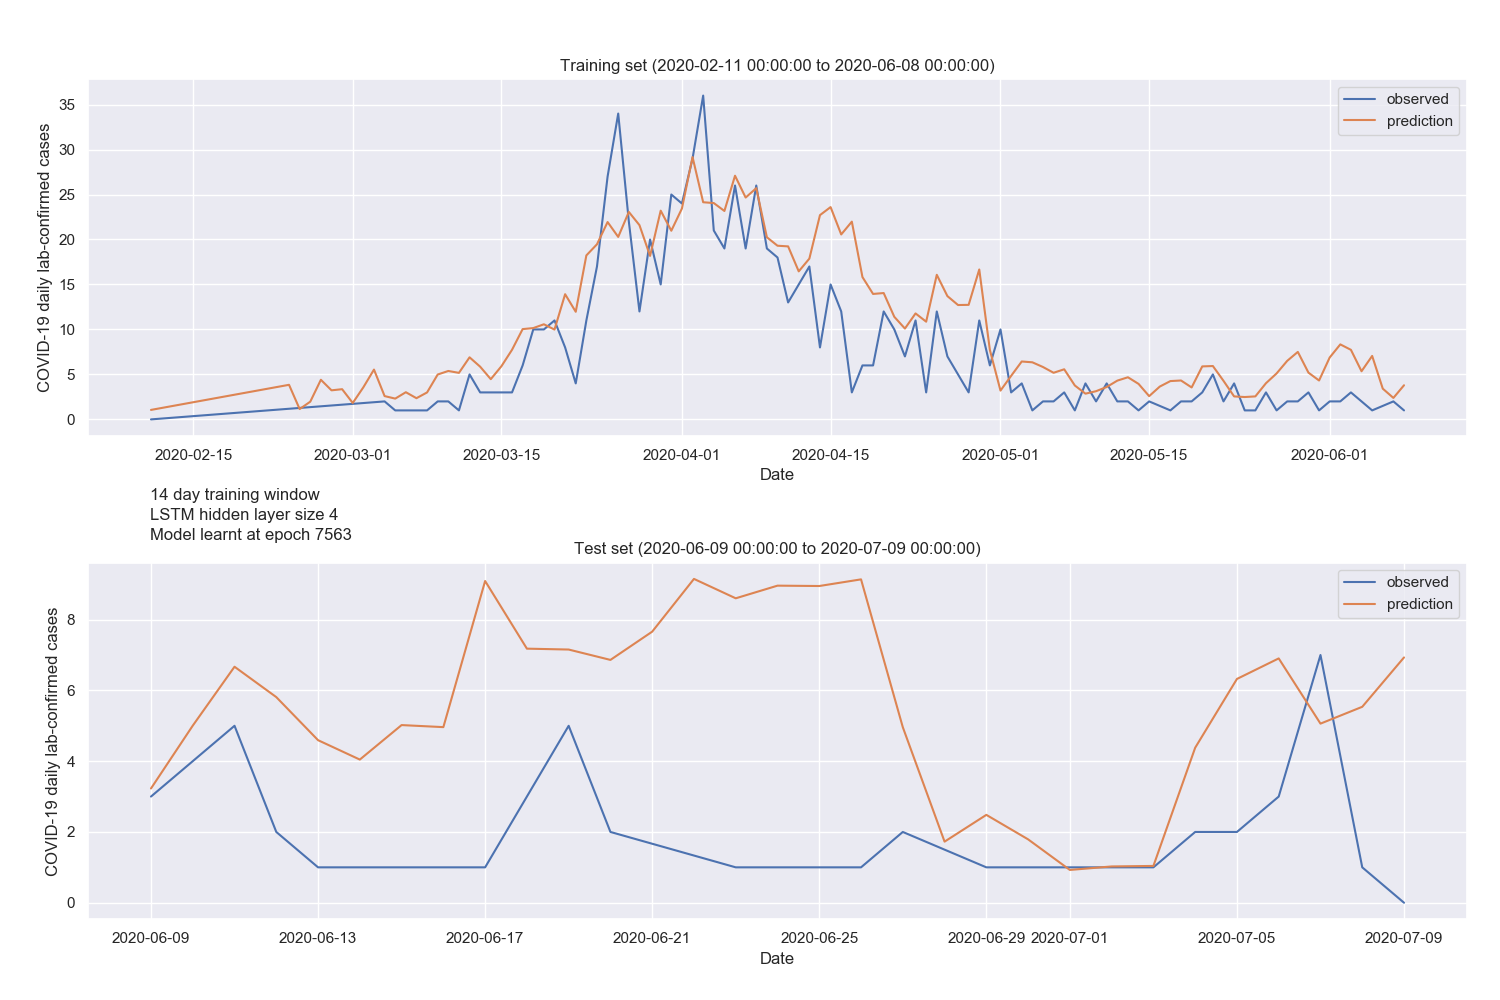 Training set (2020-02-11 00:00:00 to 2020-06-08 00:00:00)
COVID-19 daily lab-confirmed cases
35
30
25
20
15
10
5
0
observed
prediction
2020-02-15 2020-03-01 2020-03-15 2020-04-01 2020-04-15 2020-05-01 2020-05-15 2020-06-01
Date
14 day training window
LSTM hidden layer size 4
Model learnt at epoch 7563
Test set (2020-06-09 00:00:00 to 2020-07-09 00:00:00)
COVID-19 daily lab-confirmed cases
8
6
4
2
0
observed
prediction
2020-06-09 2020-06-13 2020-06-17 2020-06-21 2020-06-25 2020-06-29 2020-07-01 2020-07-05 2020-07-09
Date